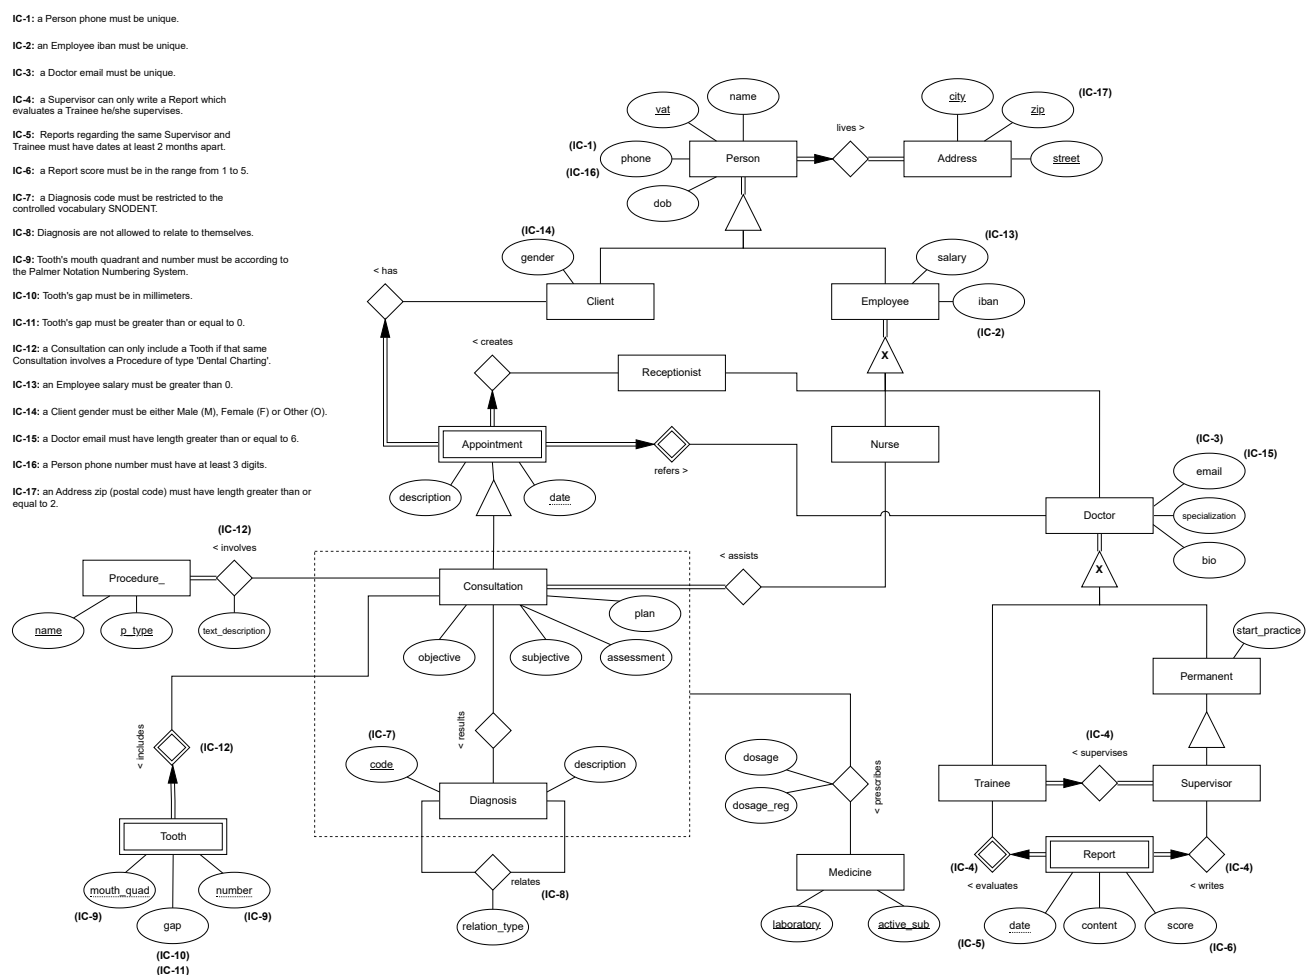 IC-1: a Person phone must be unique.
IC-2: an Employee iban must be unique.
IC-3: a Doctor email must be unique.
IC-4: a Supervisor can only write a Report which
evaluates a Trainee he/she supervises.
IC-5: Reports regarding the same Supervisor and
Trainee must have dates at least 2 months apart.
IC-6: a Report score must be in the range from 1 to 5.
IC-7: a Diagnosis code must be restricted to the
controlled vocabulary SNODENT.
IC-8: Diagnosis are not allowed to relate to themselves.
IC-9: Tooth's mouth quadrant and number must be according to
the Palmer Notation Numbering System.
IC-10: Tooth's gap must be in millimeters.
IC-11: Tooth's gap must be greater than or equal to 0.
IC-12: a Consultation can only include a Tooth if that same
Consultation involves a Procedure of type 'Dental Charting'.
IC-13: an Employee salary must be greater than 0.
IC-14: a Client gender must be either Male (M), Female (F) or Other (O).
IC-15: a Doctor email must have length greater than or equal to 6.
IC-16: a Person phone number must have at least 3 digits.
IC-17: an Address zip (postal code) must have length greater than or
equal to 2.
name
city
(IC-17)
vat
zip
lives >
(IC-1)
phone
Person
Address
street
(IC-16)
dob
(IC-14)
gender
(IC-13)
salary
< has
Client
Employee
iban
(IC-2)
< creates
X
Receptionist
Appointment
Nurse
(IC-3)
refers >
(IC-15)
email
description
date
Doctor
specialization
bio
X
(IC-12)
< involves
< assists
Procedure_
Consultation
plan
name
p_type
text_description
start_practice
objective
subjective
assessment
Permanent
< includes
(IC-12)
< results
(IC-7)
code
description
(IC-4)
< supervises
dosage
dosage_reg
< prescribes
Trainee
Supervisor
Diagnosis
Tooth
Report
(IC-4)
(IC-4)
< evaluates
< writes
Medicine
relates
(IC-8)
mouth_quad
number
(IC-9)
(IC-9)
gap
relation_type
laboratory
active_sub
date
content
score
(IC-5)
(IC-6)
(IC-10)
(IC-11)